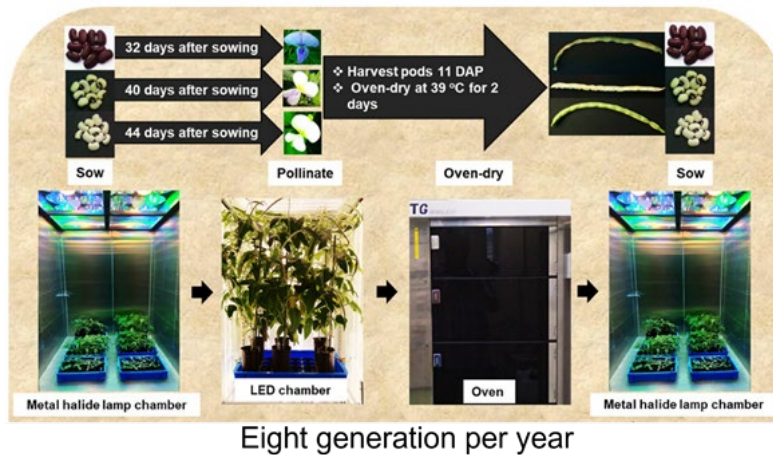 32 days after sowing
40 days after sowing
44 days after sowing
❖ Harvest pods 11 DAP
❖ Oven-dry at 39 °C for 2
days
Sow
Pollinate
Oven-dry
Sow
TG
Metal halide lamp chamber
LED chamber
Oven
Metal halide lamp chamber
Eight generation per year